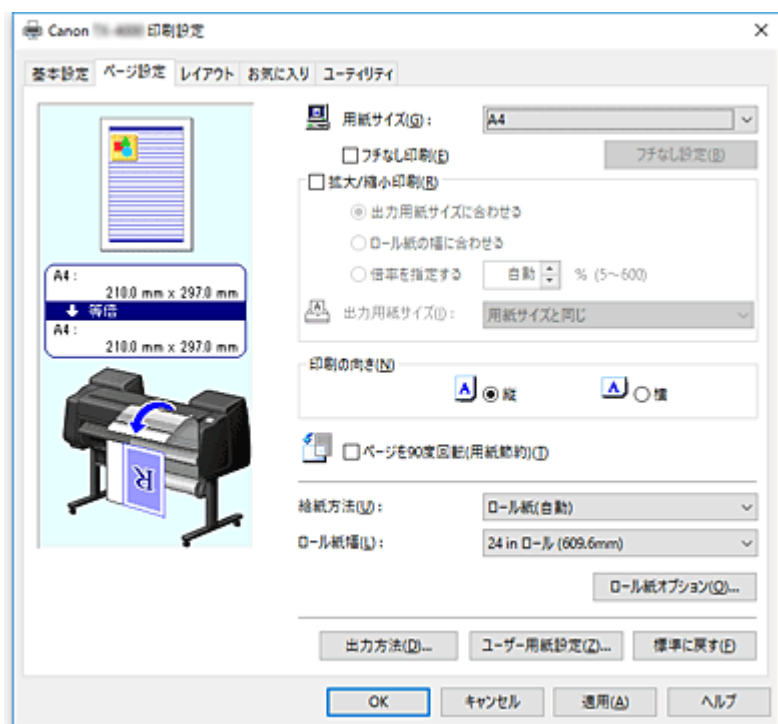 Canon 印刷設定
基本設定 ページ設定 レイアウト お気に入り ユーティリティ
用紙サイズ(G): A4
フチなし印刷(E) フチなし設定(B)
拡大/縮小印刷(R)
出力用紙サイズに合わせる
ロール紙の幅に合わせる
倍率を指定する 自動 % (5～600)
出力用紙サイズ(I): 用紙サイズと同じ
A4 :
210.0 mm x 297.0 mm
等倍
A4 :
210.0 mm x 297.0 mm
R
印刷の向き(N)
A 縦 A 横
ページを90度回転(用紙節約)(T)
給紙方法(U): ロール紙(自動)
ロール紙幅(L): 24 in ロール (609.6mm)
ロール紙オプション(O)...
出力方法(D)... ユーザー用紙設定(Z)... 標準に戻す(F)
OK キャンセル 適用(A) ヘルプ